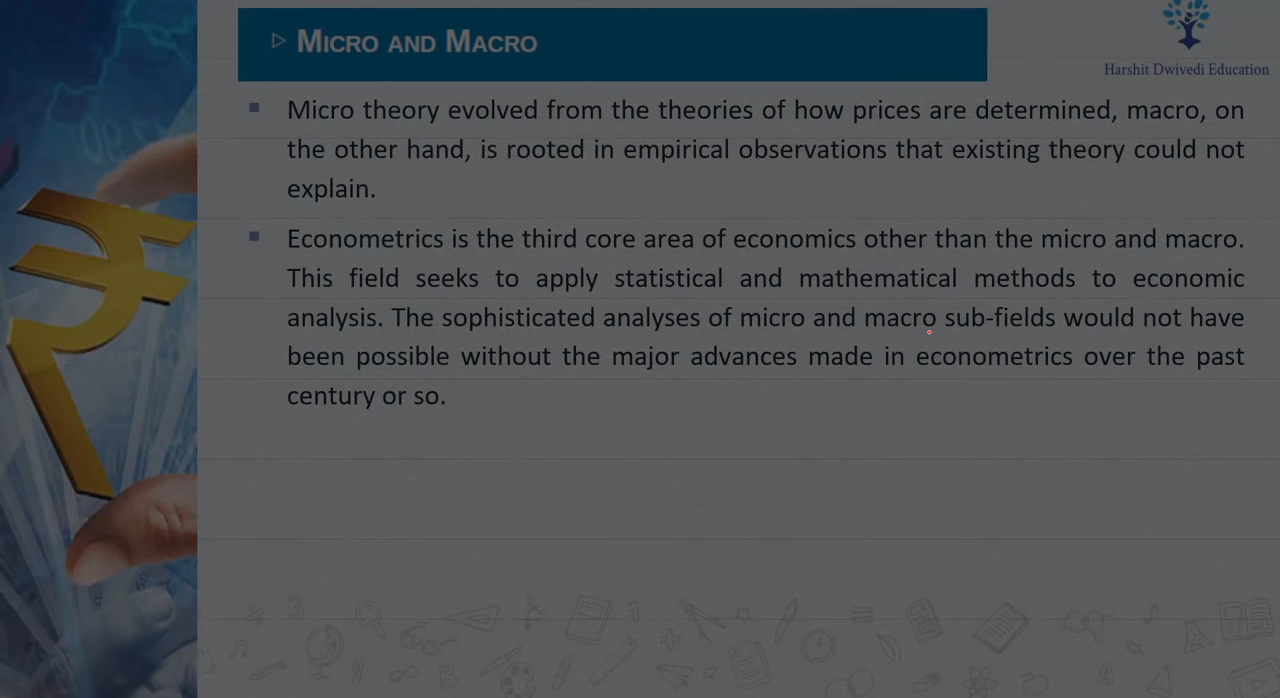 MICRO AND MACRO
Harshit Dwivedi Education
Micro theory evolved from the theories of how prices are determined, macro, on
the other hand, is rooted in empirical observations that existing theory could not
explain.
Econometrics is the third core area of economics other than the micro and macro.
This field seeks to apply statistical and mathematical methods to economic
analysis. The sophisticated analyses of micro and macro sub-fields would not have
been possible without the major advances made in econometrics over the past
century or so.